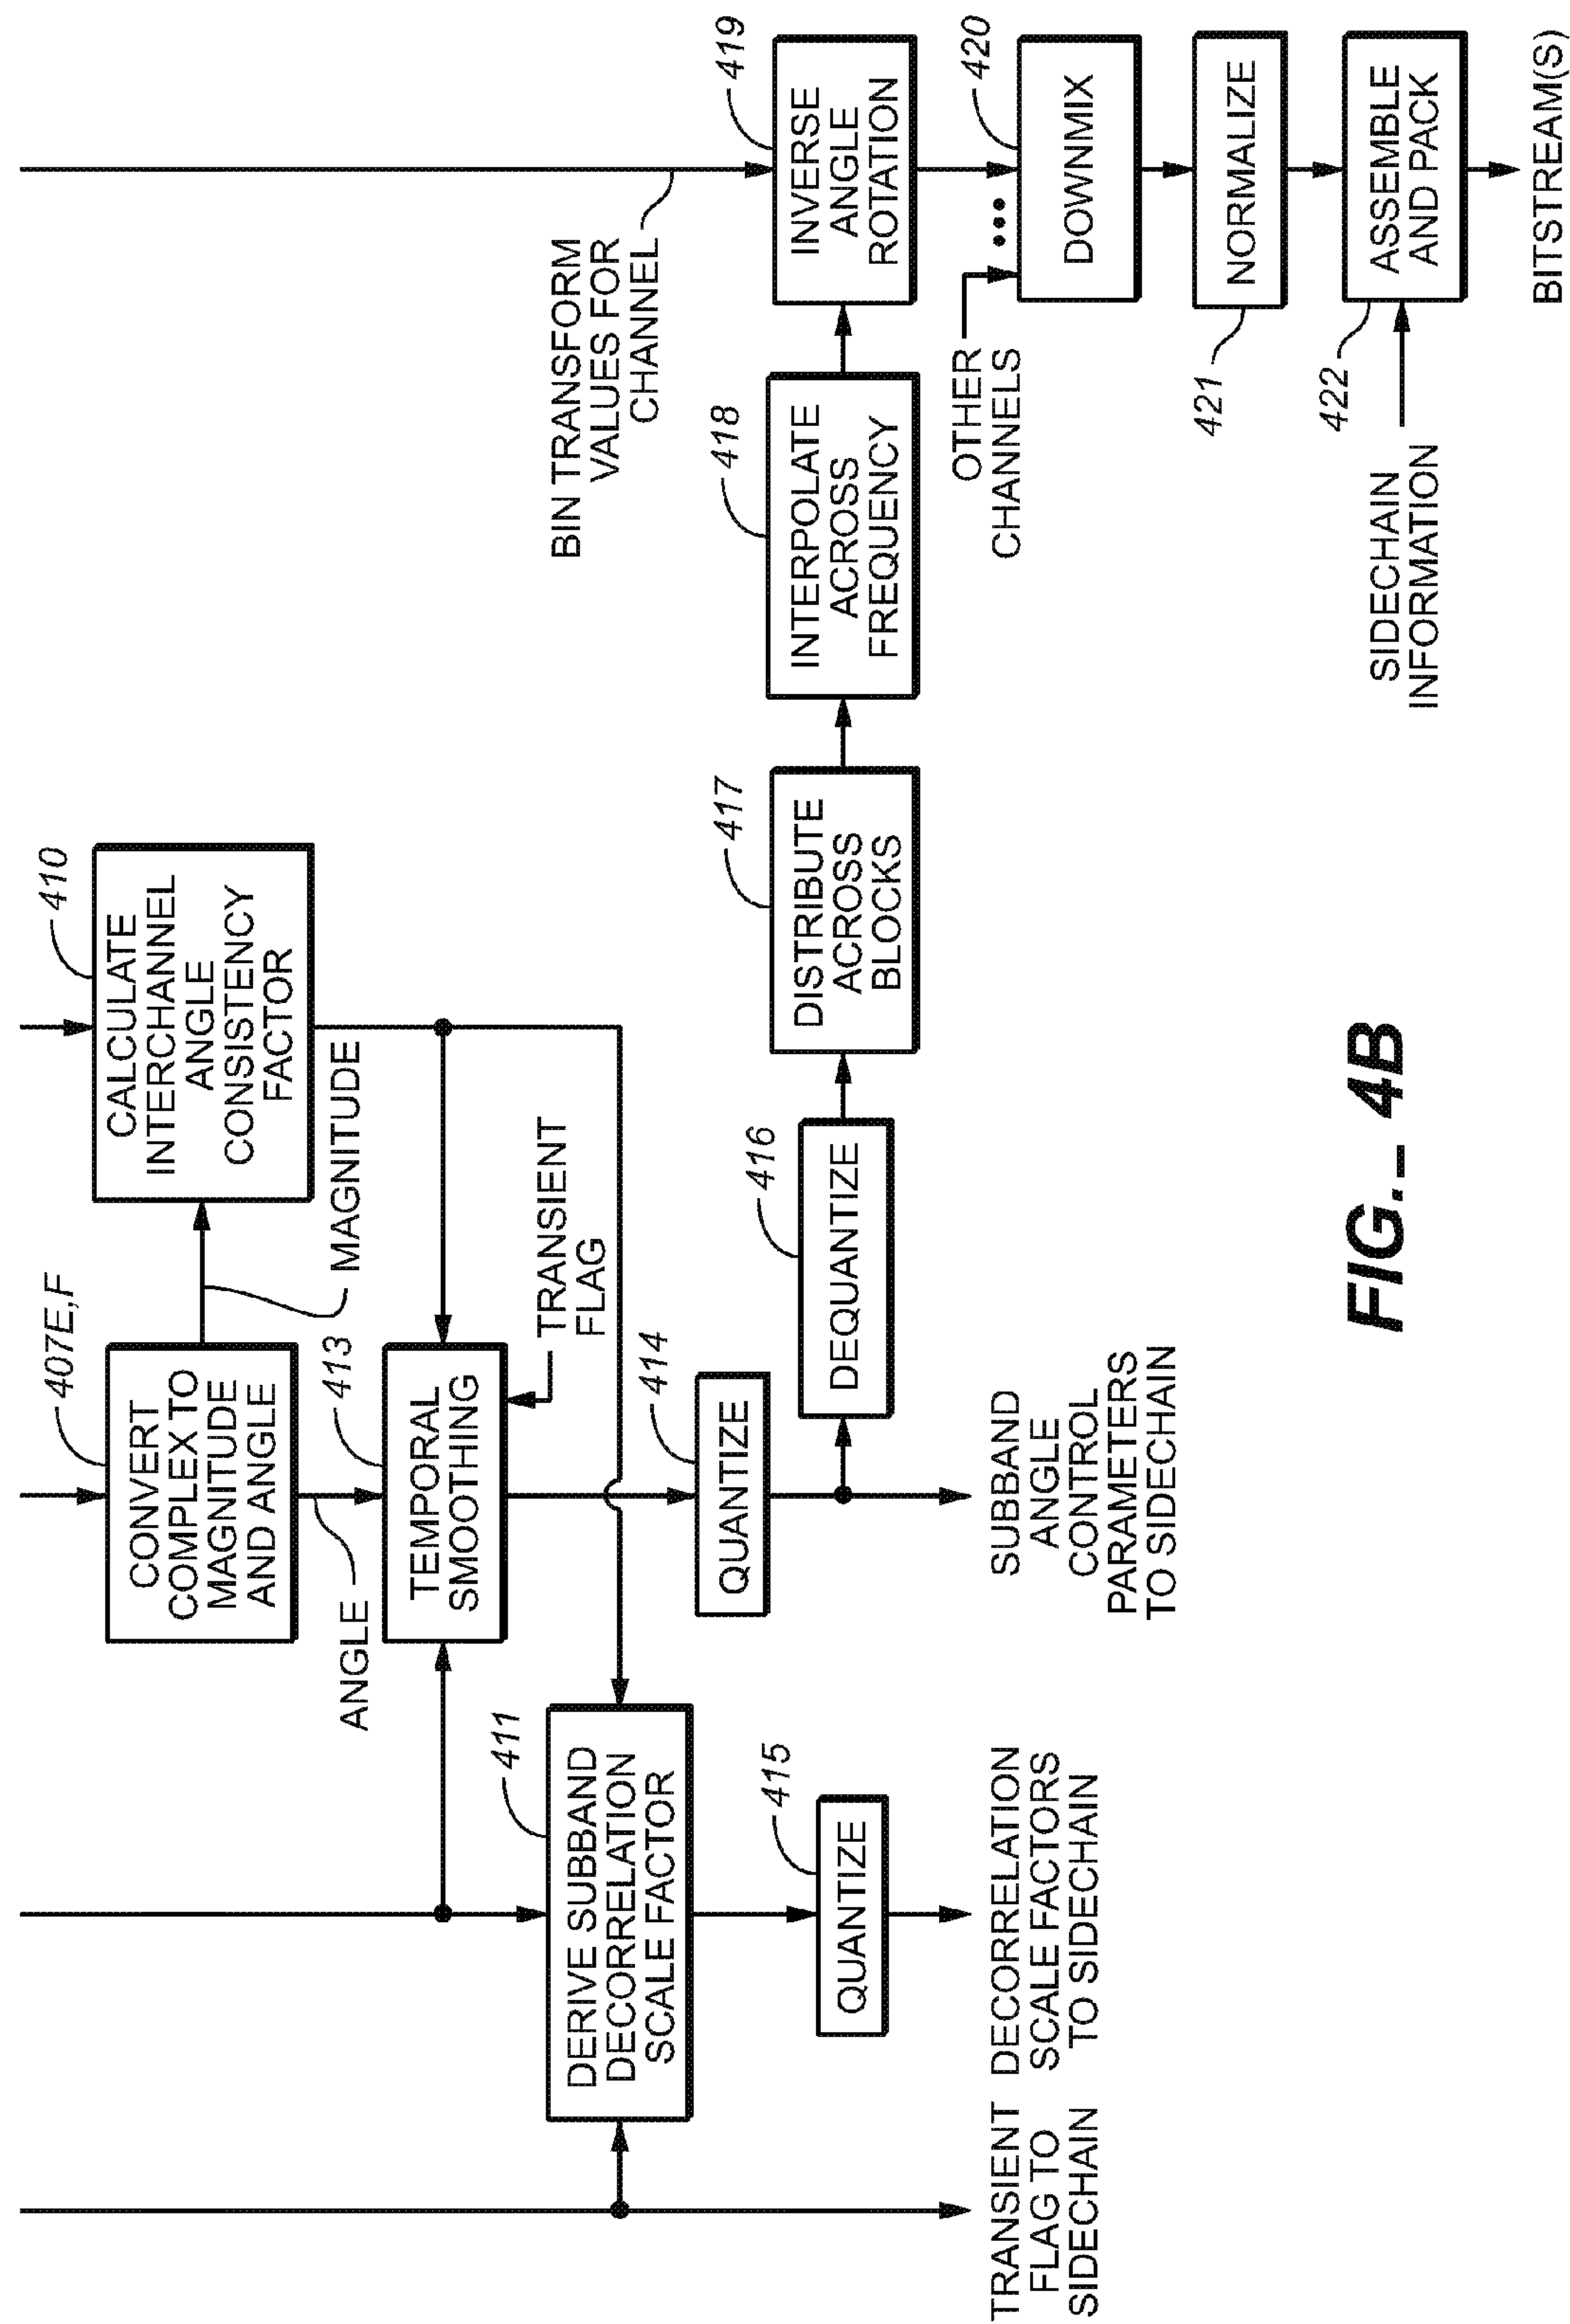 407E,F
CONVERT
COMPLEX TO
MAGNITUDE
AND ANGLE
410
CALCULATE
INTERCHANNEL
ANGLE
CONSISTENCY
FACTOR
MAGNITUDE
ANGLE
413
TEMPORAL
SMOOTHING
TRANSIENT
FLAG
411
DERIVE SUBBAND
DECORRELATION
SCALE FACTOR
414
QUANTIZE
415
QUANTIZE
416
DEQUANTIZE
417
DISTRIBUTE
ACROSS
BLOCKS
418
INTERPOLATE
ACROSS
FREQUENCY
BIN TRANSFORM
VALUES FOR
CHANNEL
419
INVERSE
ANGLE
ROTATION
OTHER
CHANNELS
420
DOWNMIX
421
NORMALIZE
422
ASSEMBLE
AND PACK
SIDECHAIN
INFORMATION
BITSTREAM(S)
TRANSIENT
FLAG TO
SIDECHAIN
DECORRELATION
SCALE FACTORS
TO SIDECHAIN
SUBBAND
ANGLE
CONTROL
PARAMETERS
TO SIDECHAIN
FIG._ 4B